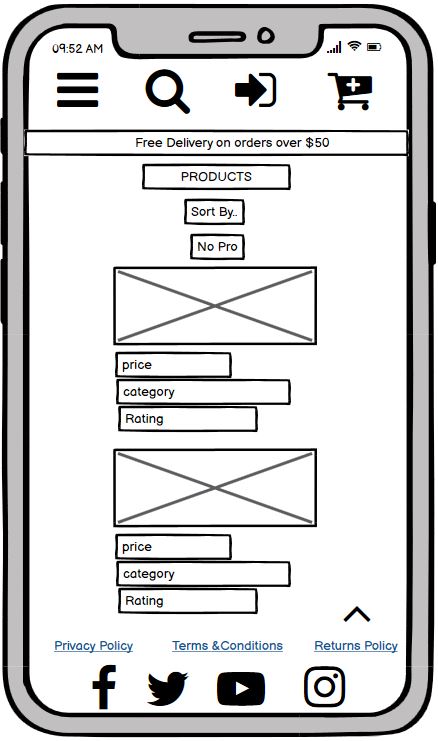 09:52 AM
Free Delivery on orders over $50
PRODUCTS
Sort By..
No Pro
price
category
Rating
price
category
Rating
Privacy Policy Terms &Conditions Returns Policy